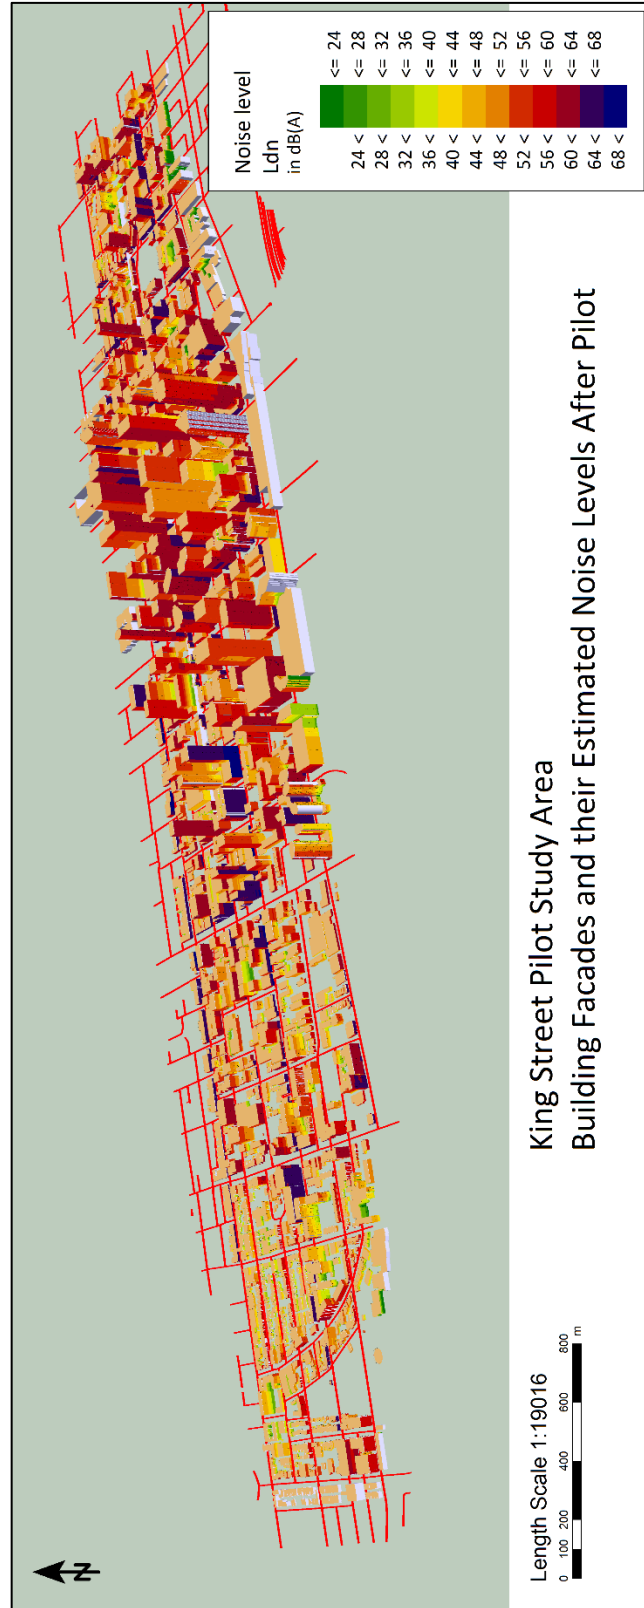 N
Noise level
Ldn
in dB(A)
<= 24
24 < <= 28
28 < <= 32
32 < <= 36
36 < <= 40
40 < <= 44
44 < <= 48
48 < <= 52
52 < <= 56
56 < <= 60
60 < <= 64
64 < <= 68
68 <
Length Scale 1:19016
0 100 200 400 600 800 m
King Street Pilot Study Area
Building Facades and their Estimated Noise Levels After Pilot